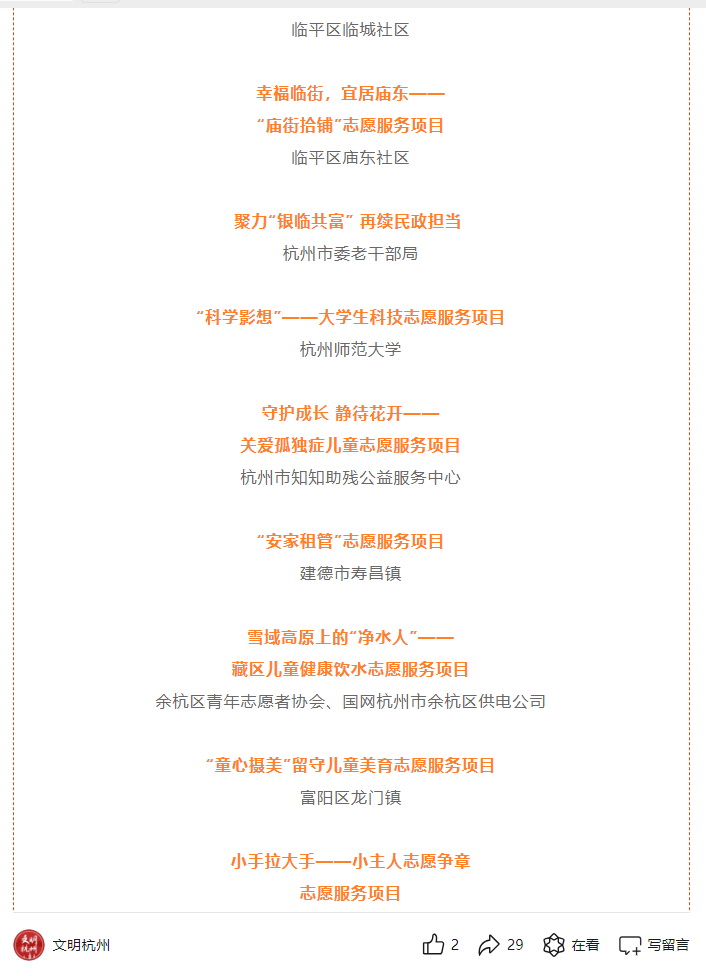 临平区临城社区
幸福临街，宜居庙东——
“庙街拾铺”志愿服务项目
临平区庙东社区
聚力“银临共富” 再续民政担当
杭州市委老干部局
“科学影想”——大学生科技志愿服务项目
杭州师范大学
守护成长 静待花开——
关爱孤独症儿童志愿服务项目
杭州市知知助残公益服务中心
“安家租管”志愿服务项目
建德市寿昌镇
雪域高原上的“净水人”——
藏区儿童健康饮水志愿服务项目
余杭区青年志愿者协会、国网杭州市余杭区供电公司
“童心摄美”留守儿童美育志愿服务项目
富阳区龙门镇
小手拉大手——小主人志愿争章
志愿服务项目
文明杭州 2 29 在看 写留言